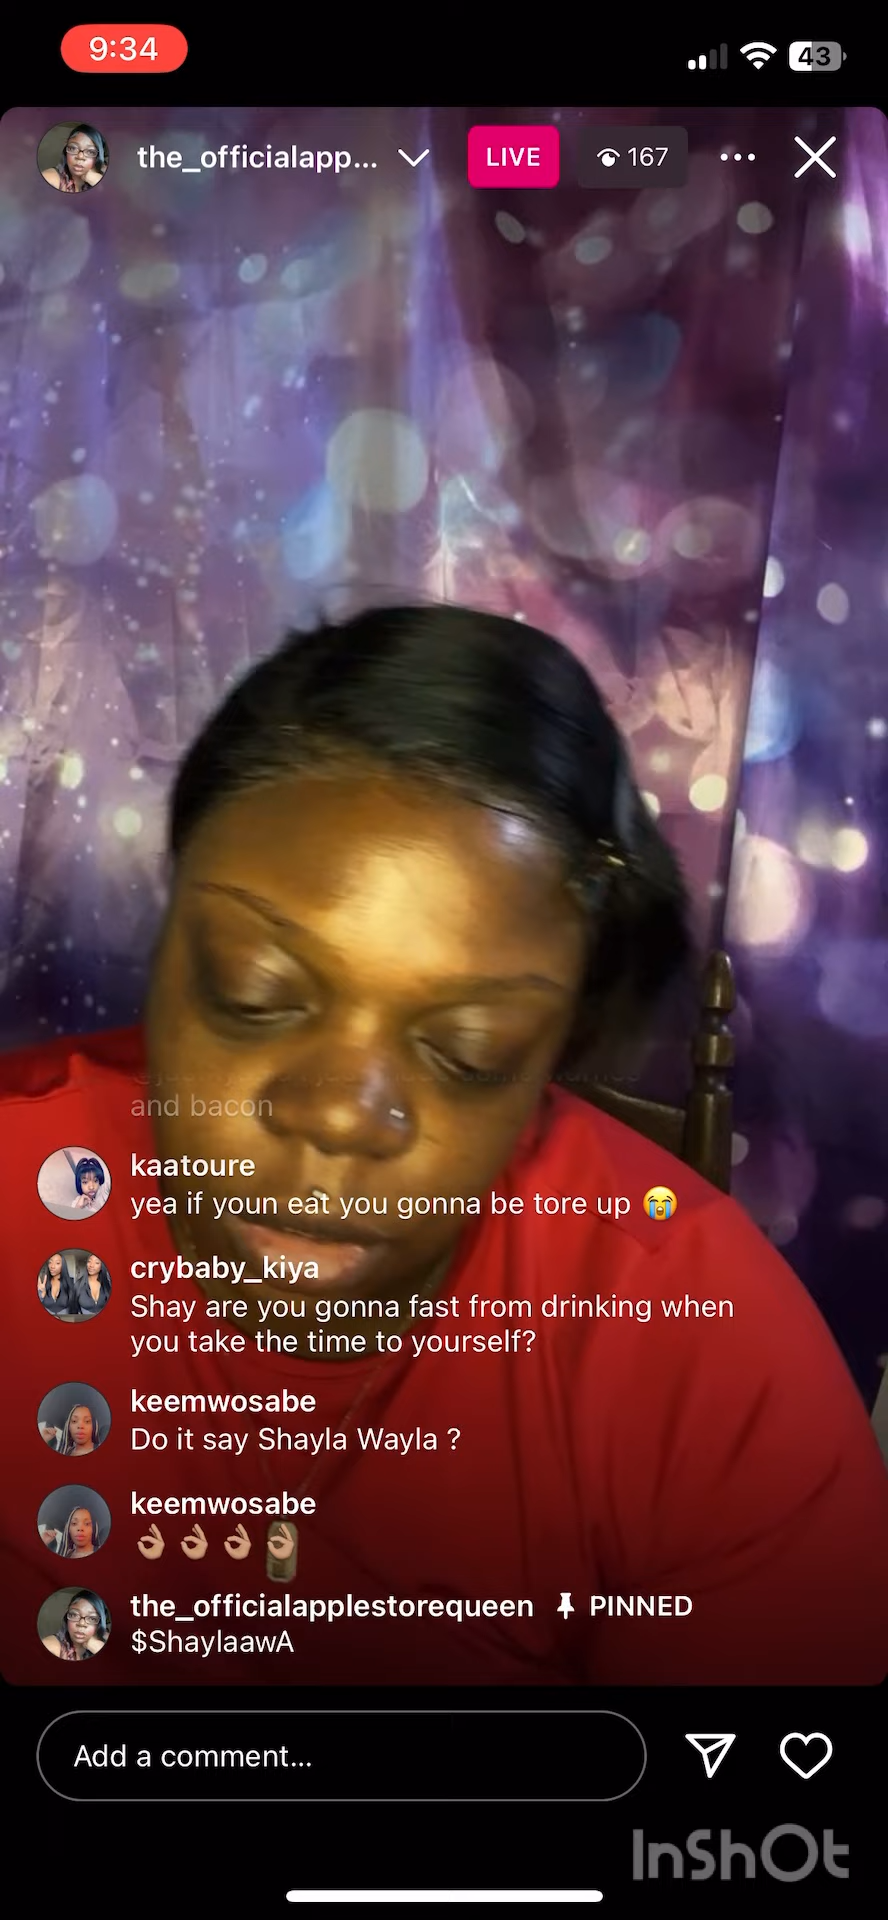 9:34
43
the_officialapp...
LIVE
167
and bacon
kaatoure
yea if youn eat you gonna be tore up 😭
crybaby_kiya
Shay are you gonna fast from drinking when
you take the time to yourself?
keemwosabe
Do it say Shayla Wayla ?
keemwosabe
👌🏽👌🏽👌🏽👌🏽
the_officialapplestorequeen PINNED
$ShaylaawA
Add a comment...
InShOt